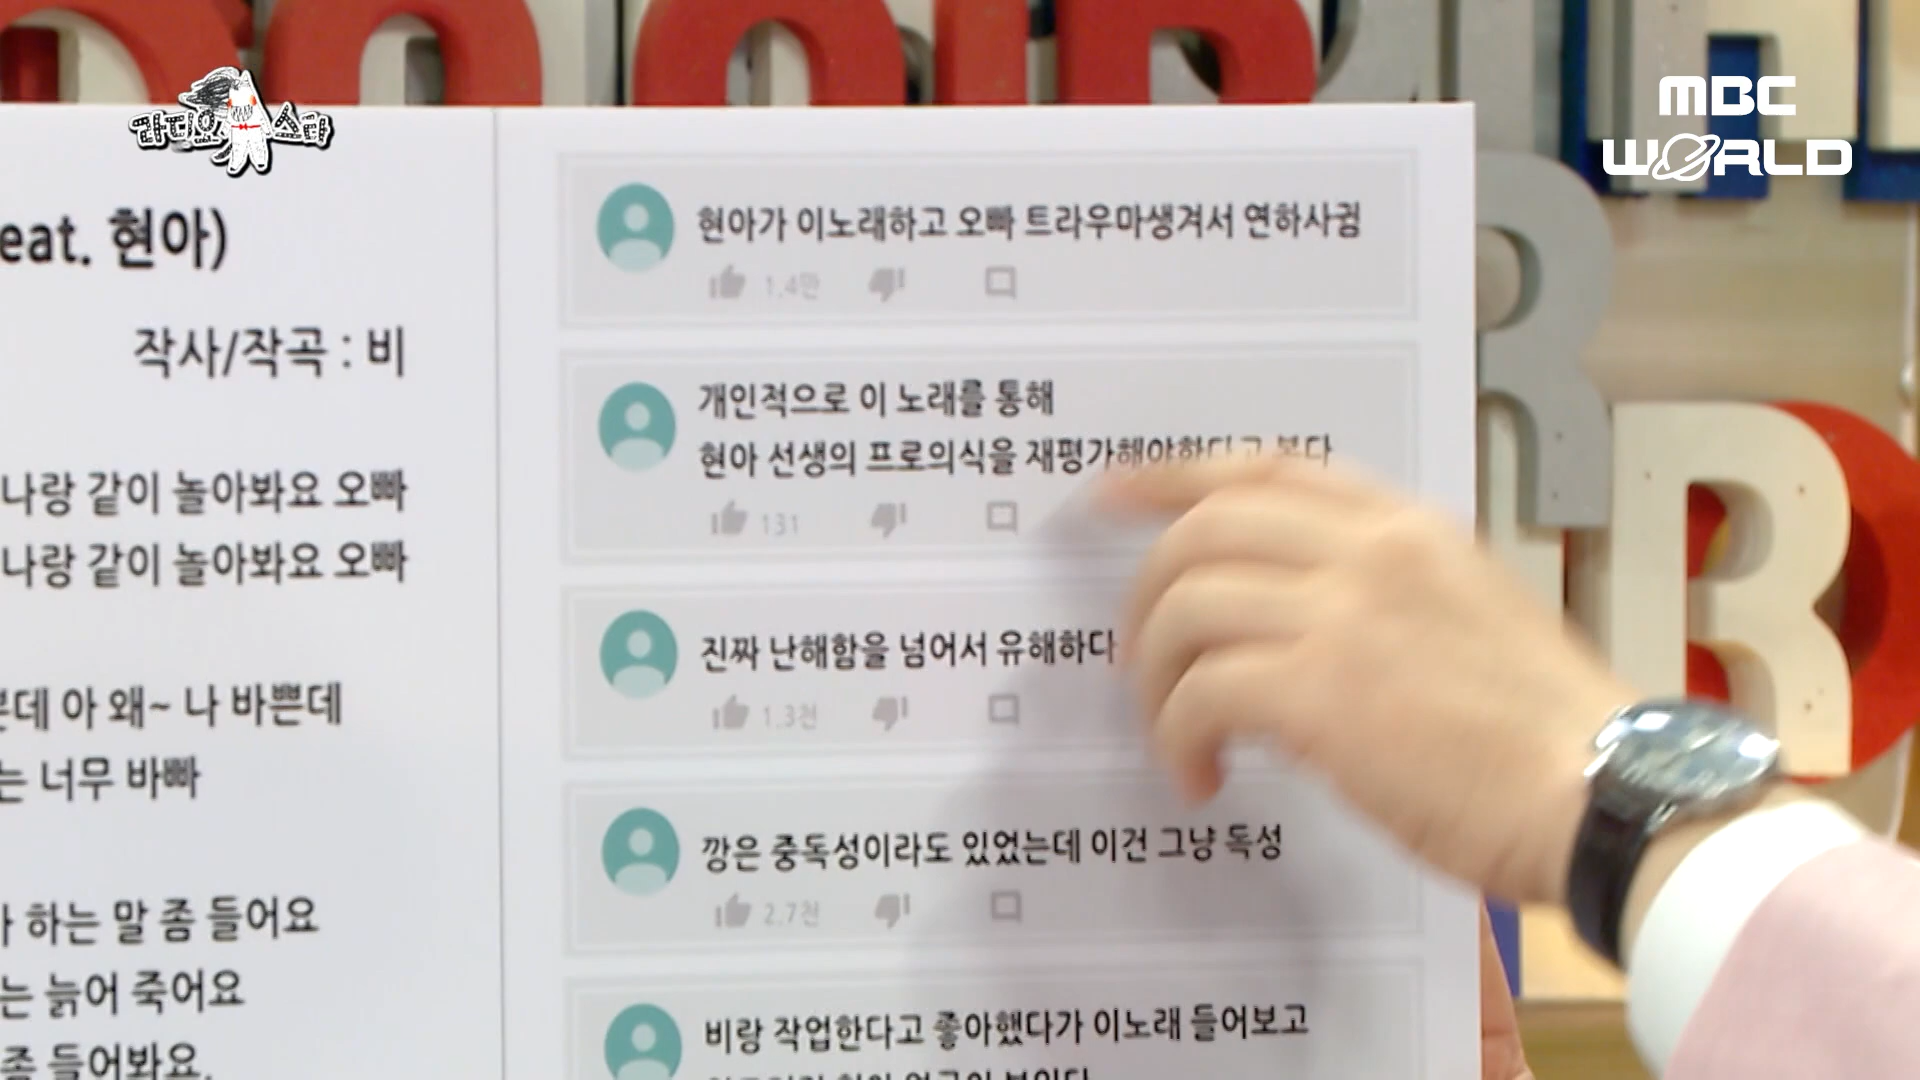 라디오스타
MBC
WORLD
eat. 현아)
작사/작곡 : 비
나랑 같이 놀아봐요 오빠
나랑 같이 놀아봐요 오빠
쁜데 아 왜~ 나 바쁜데
는 너무 바빠
하는 말 좀 들어요
는 늙어 죽어요
좀 들어봐요,
현아가 이노래하고 오빠 트라우마생겨서 연하사귐
1.4만
개인적으로 이 노래를 통해
현아 선생의 프로의식을 재평가해야한다고 본다
131
진짜 난해함을 넘어서 유해하다
1.3천
깡은 중독성이라도 있었는데 이건 그냥 독성
2.7천
비랑 작업한다고 좋아했다가 이노래 들어보고